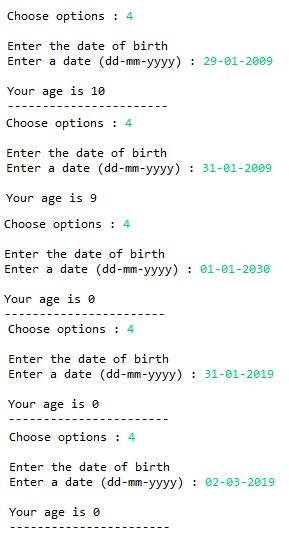 Choose options : 4
Enter the date of birth
Enter a date (dd-mm-yyyy) : 29-01-2009
Your age is 10
-----------------------
Choose options : 4
Enter the date of birth
Enter a date (dd-mm-yyyy) : 31-01-2009
Your age is 9
Choose options : 4
Enter the date of birth
Enter a date (dd-mm-yyyy) : 01-01-2030
Your age is 0
-----------------------
Choose options : 4
Enter the date of birth
Enter a date (dd-mm-yyyy) : 31-01-2019
Your age is 0
-----------------------
Choose options : 4
Enter the date of birth
Enter a date (dd-mm-yyyy) : 02-03-2019
Your age is 0
-----------------------